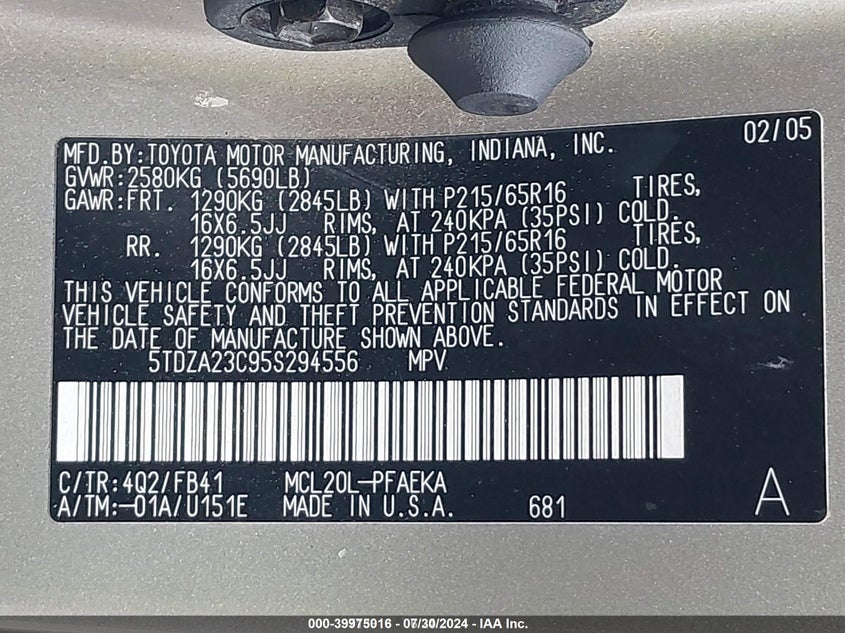 02/05
MFD.BY:TOYOTA MOTOR MANUFACTURING, INDIANA, INC.
GVWR:2580KG (5690LB)
GAWR:FRT. 1290KG (2845LB) WITH P215/65R16 TIRES,
16X6.5JJ RIMS, AT 240KPA (35PSI) COLD.
RR. 1290KG (2845LB) WITH P215/65R16 TIRES,
16X6.5JJ RIMS, AT 240KPA (35PSI) COLD.
THIS VEHICLE CONFORMS TO ALL APPLICABLE FEDERAL MOTOR
VEHICLE SAFETY AND THEFT PREVENTION STANDARDS IN EFFECT ON
THE DATE OF MANUFACTURE SHOWN ABOVE.
5TDZA23C95S294556 MPV
C/TR:4Q2/FB41 MCL20L-PFAEKA
A/TM:-01A/U151E MADE IN U.S.A. 681 A
000-39975016 - 07/30/2024 - IAA Inc.